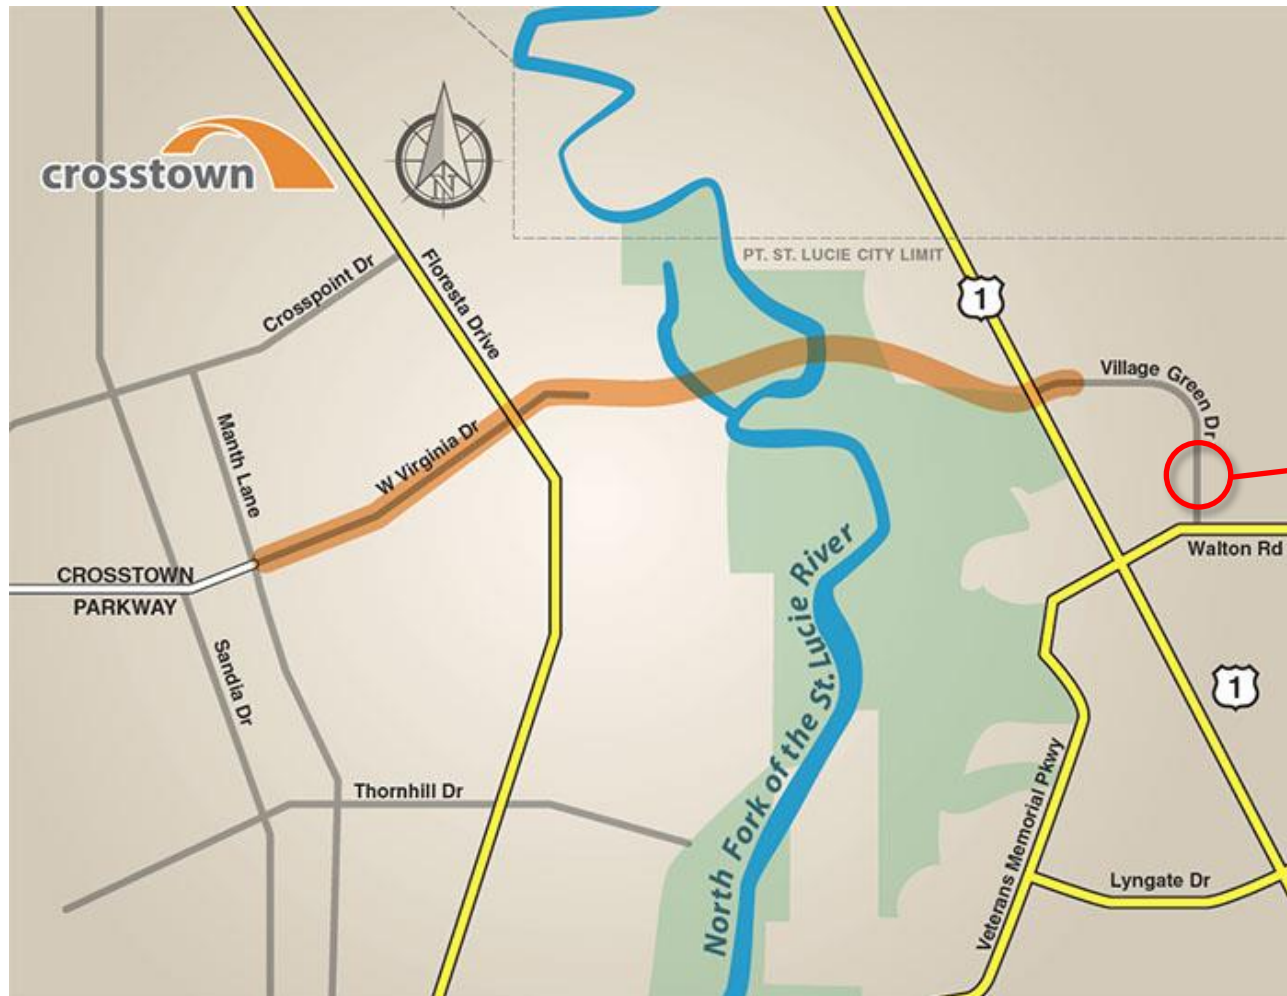 crosstown
N
Crosspoint Dr
Floresta Drive
PT. ST. LUCIE CITY LIMIT
1
Village Green Dr
Manth Lane
W Virginia Dr
Walton Rd
CROSSTOWN
PARKWAY
North Fork of the St. Lucie River
Sandia Dr
1
Thornhill Dr
Veterans Memorial Pkwy
Lyngate Dr